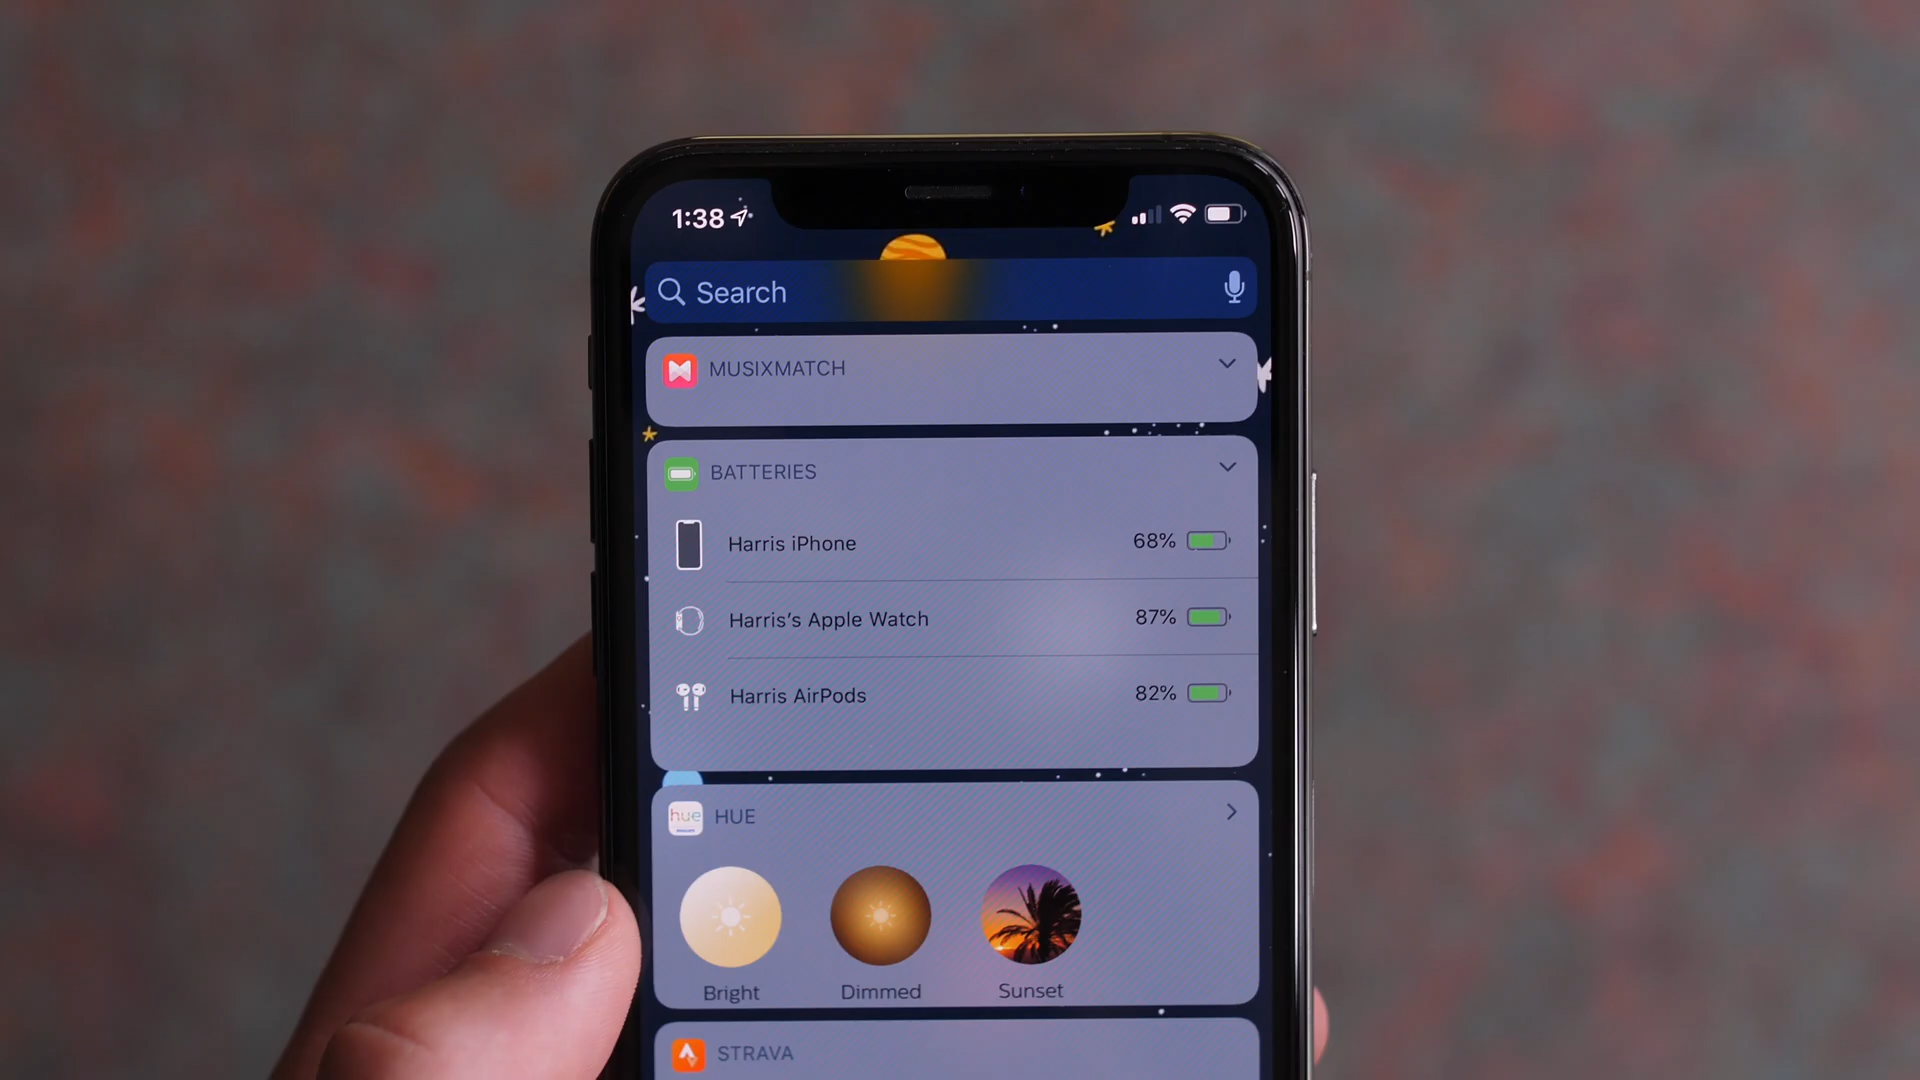 1:38
Search
MUSIXMATCH
BATTERIES
Harris iPhone 68%
Harris’s Apple Watch 87%
Harris AirPods 82%
hue HUE
Bright Dimmed Sunset
STRAVA